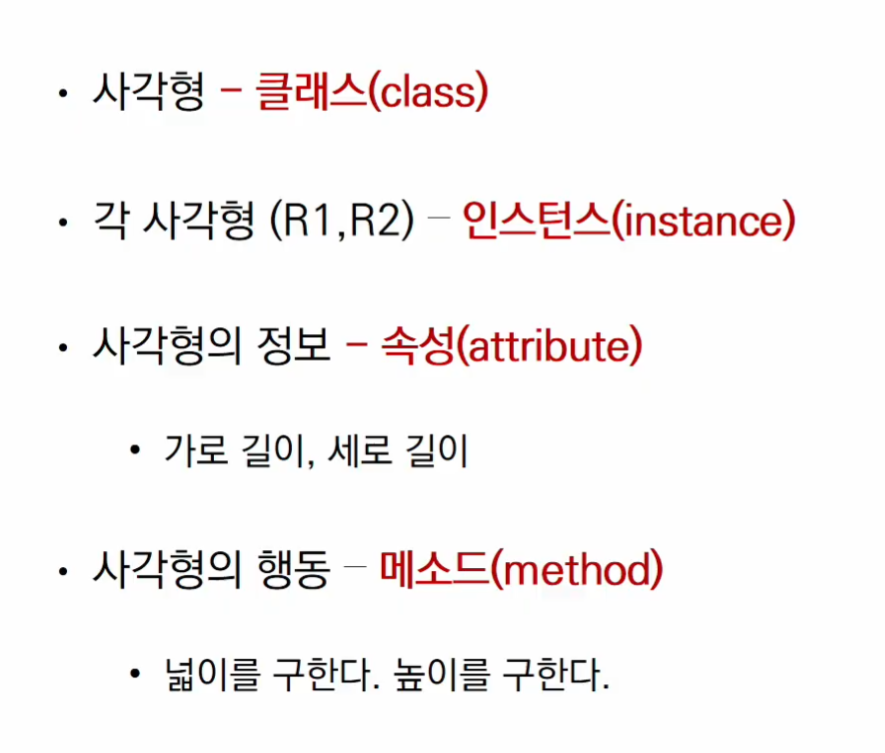 • 사각형 – 클래스(class)
• 각 사각형 (R1,R2) – 인스턴스(instance)
• 사각형의 정보 – 속성(attribute)
• 가로 길이, 세로 길이
• 사각형의 행동 – 메소드(method)
• 넓이를 구한다. 높이를 구한다.